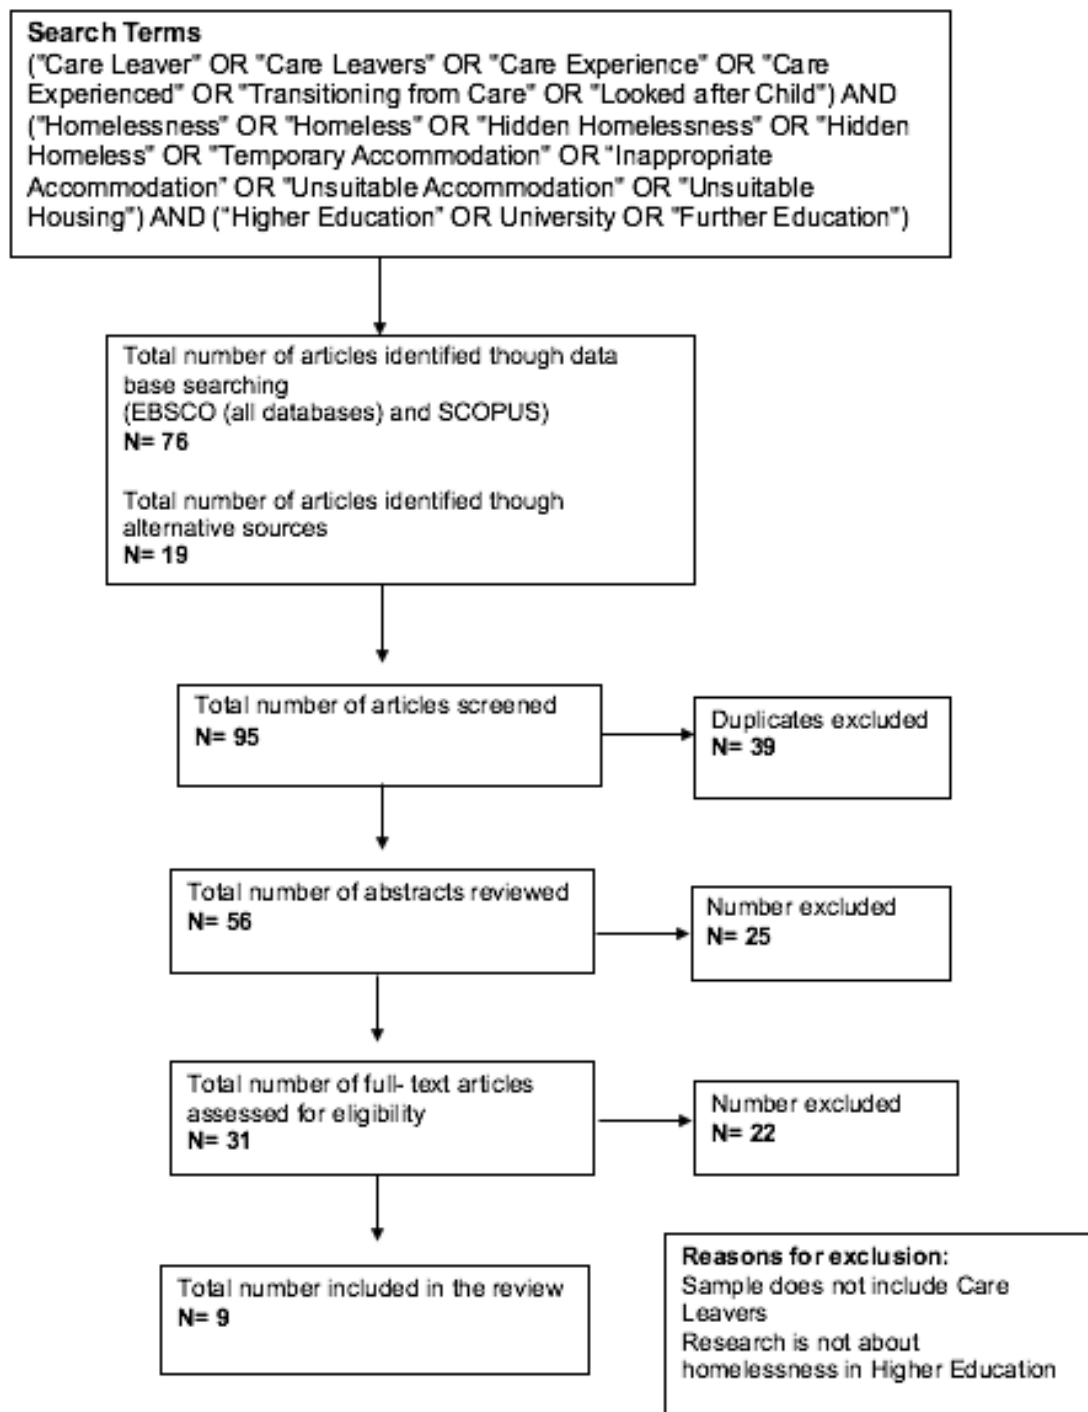 Search Terms
("Care Leaver" OR "Care Leavers" OR "Care Experience" OR "Care
Experienced" OR "Transitioning from Care" OR "Looked after Child") AND
("Homelessness" OR "Homeless" OR "Hidden Homelessness" OR "Hidden
Homeless" OR "Temporary Accommodation" OR "Inappropriate
Accommodation" OR "Unsuitable Accommodation" OR "Unsuitable
Housing") AND ("Higher Education" OR University OR "Further Education")
Total number of articles identified though data
base searching
(EBSCO (all databases) and SCOPUS)
N= 76
Total number of articles identified though
alternative sources
N= 19
Total number of articles screened
N= 95
Duplicates excluded
N= 39
Total number of abstracts reviewed
N= 56
Number excluded
N= 25
Total number of full- text articles
assessed for eligibility
N= 31
Number excluded
N= 22
Total number included in the review
N= 9
Reasons for exclusion:
Sample does not include Care
Leavers
Research is not about
homelessness in Higher Education